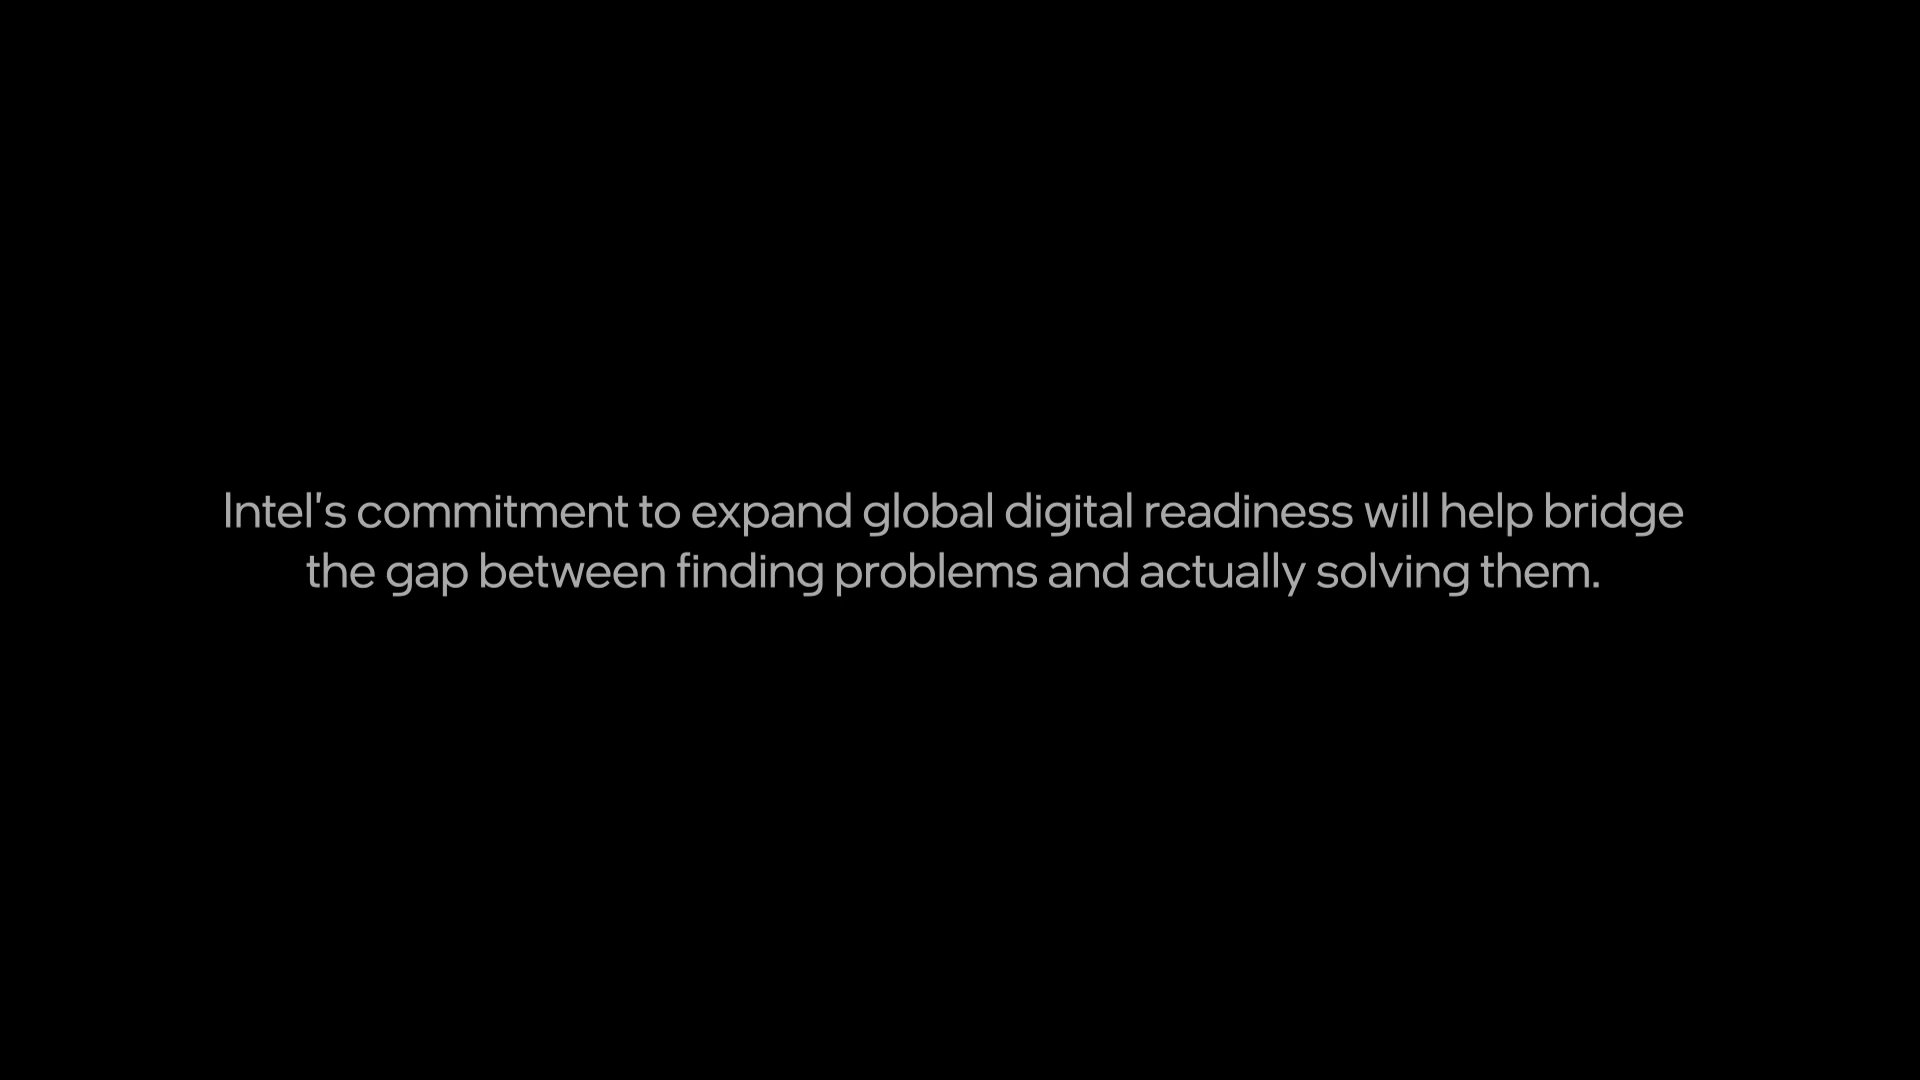 Intel's commitment to expand global digital readiness will help bridge
the gap between finding problems and actually solving them.